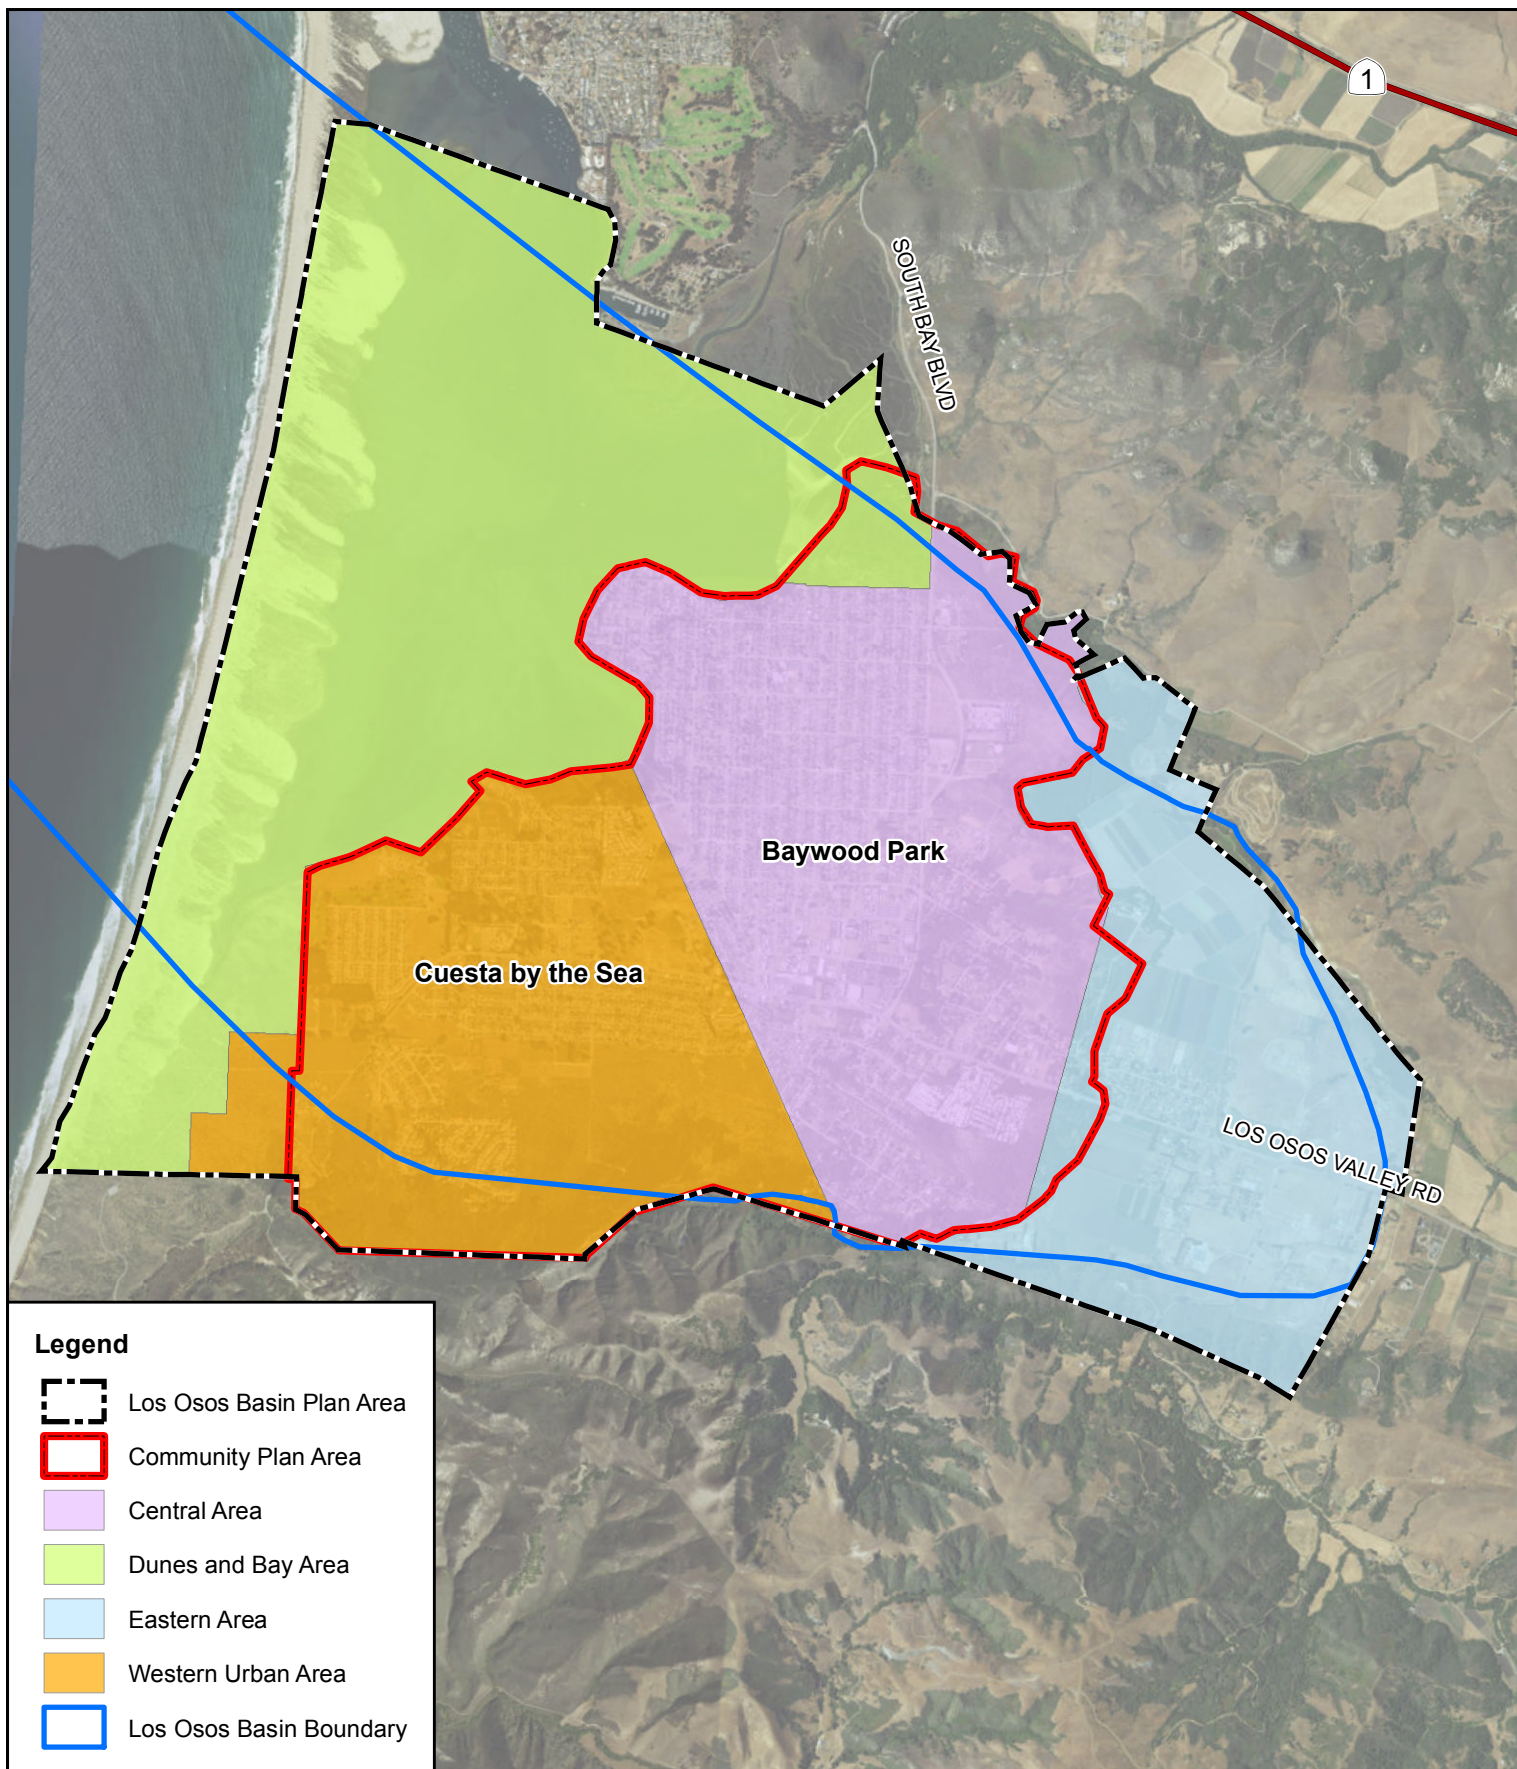 1
SOUTH BAY BLVD
Baywood Park
Cuesta by the Sea
LOS OSOS VALLEY RD
Legend
Los Osos Basin Plan Area
Community Plan Area
Central Area
Dunes and Bay Area
Eastern Area
Western Urban Area
Los Osos Basin Boundary